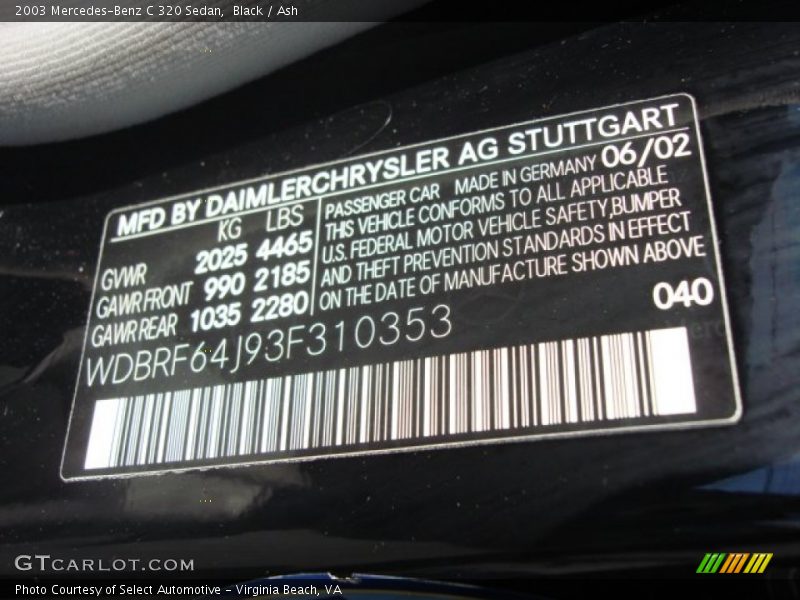 2003 Mercedes-Benz C 320 Sedan, Black / Ash
MFD BY DAIMLERCHRYSLER AG STUTTGART
KG LBS
GVWR 2025 4465
GAWR FRONT 990 2185
GAWR REAR 1035 2280
PASSENGER CAR MADE IN GERMANY 06/02
THIS VEHICLE CONFORMS TO ALL APPLICABLE
U.S. FEDERAL MOTOR VEHICLE SAFETY,BUMPER
AND THEFT PREVENTION STANDARDS IN EFFECT
ON THE DATE OF MANUFACTURE SHOWN ABOVE
040
WDBRF64J93F310353
GTCARLOT.COM
Photo Courtesy of Select Automotive - Virginia Beach, VA